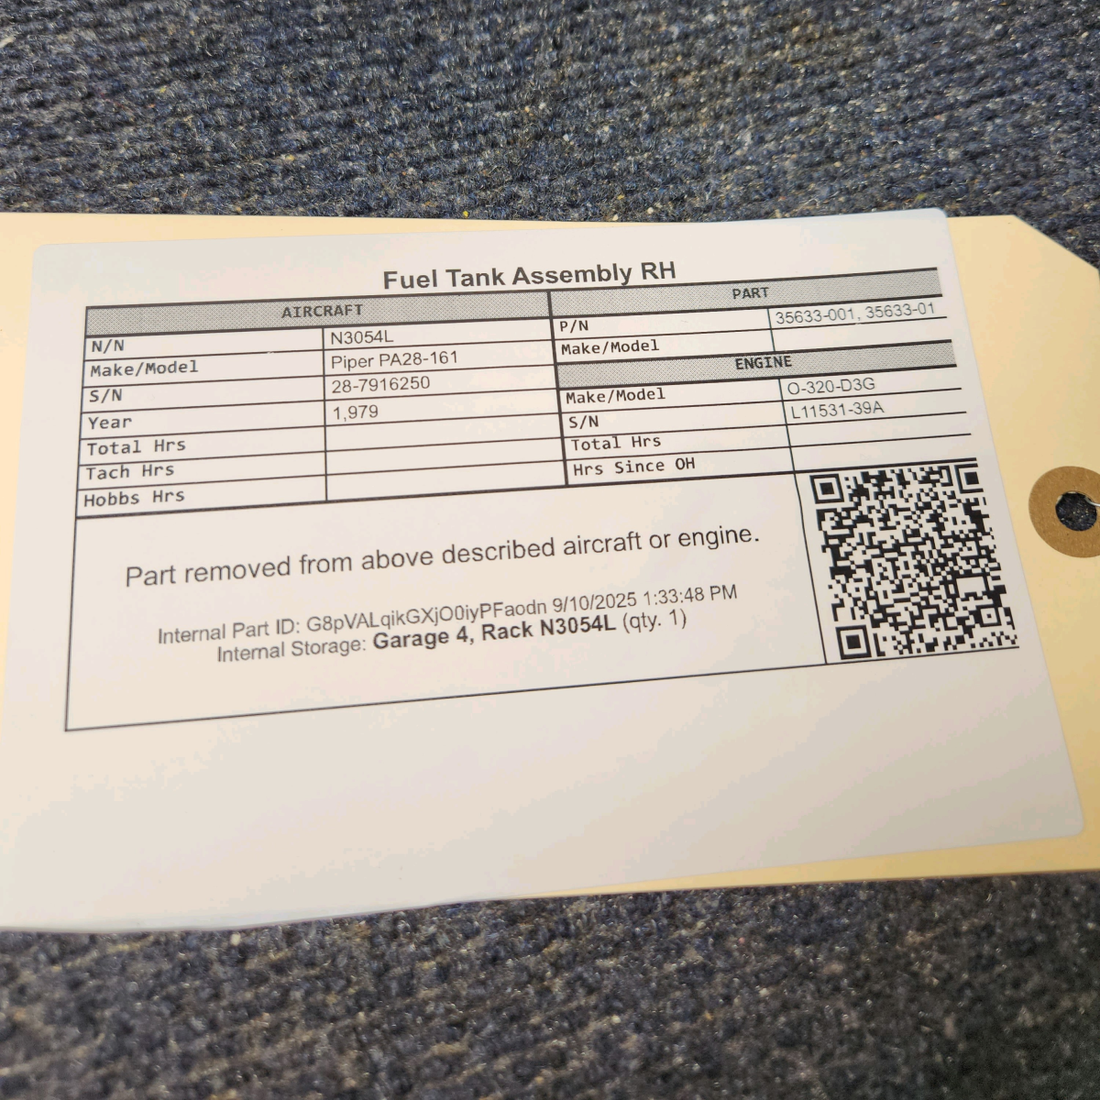 Fuel Tank Assembly RH
AIRCRAFT
N/N N3054L
Make/Model Piper PA28-161
S/N 28-7916250
Year 1,979
Total Hrs
Tach Hrs
Hobbs Hrs
PART
P/N 35633-001, 35633-01
Make/Model
ENGINE
Make/Model O-320-D3G
S/N L11531-39A
Total Hrs
Hrs Since OH
Part removed from above described aircraft or engine.
Internal Part ID: G8pVALqikGXjO0iyPFaodn 9/10/2025 1:33:48 PM
Internal Storage: Garage 4, Rack N3054L (qty. 1)